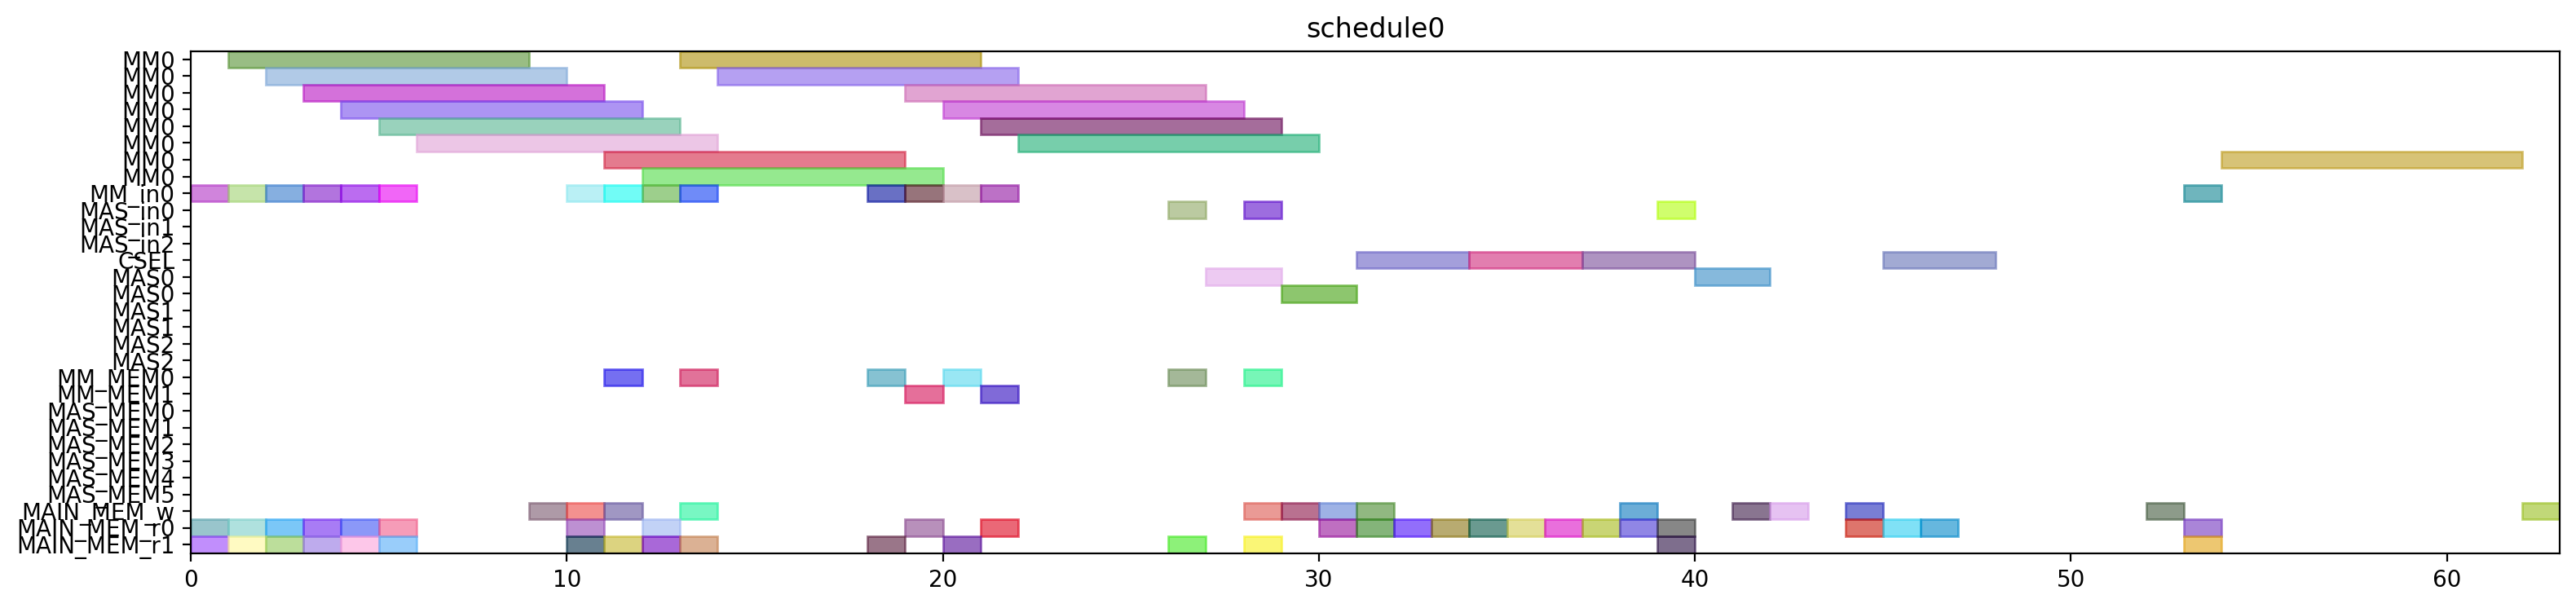 schedule0
MM0
MM0
MM0
MM0
MM0
MM0
MM0
MM0
MM_in0
MAS_in0
MAS_in1
MAS_in2
CSEL
MAS0
MAS0
MAS1
MAS1
MAS2
MAS2
MM_MEM0
MM_MEM1
MAS_MEM0
MAS_MEM1
MAS_MEM2
MAS_MEM3
MAS_MEM4
MAS_MEM5
MAIN_MEM_w
MAIN_MEM_r0
MAIN_MEM_r1
0 10 20 30 40 50 60